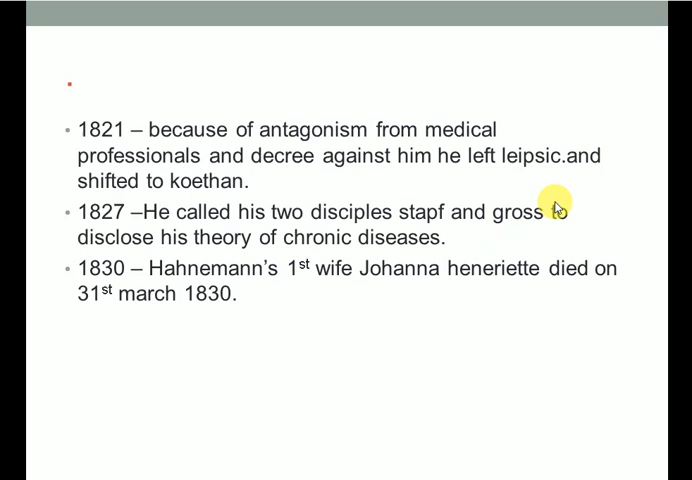 • 1821 – because of antagonism from medical
professionals and decree against him he left leipsic.and
shifted to koethan.
• 1827 –He called his two disciples stapf and gross to
disclose his theory of chronic diseases.
• 1830 – Hahnemann’s 1st wife Johanna heneriette died on
31st march 1830.